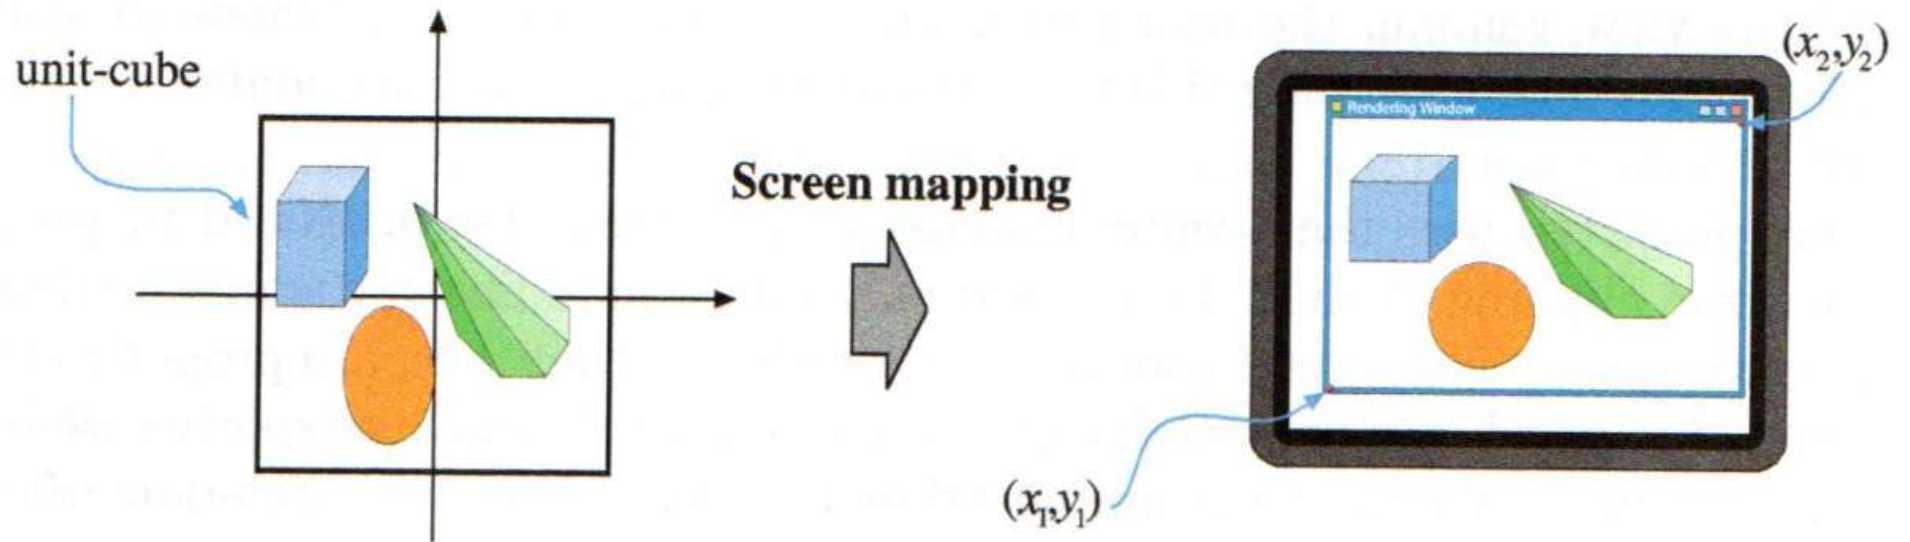 unit-cube
Screen mapping
Rendering Window
(x₂,y₂)
(x₁,y₁)